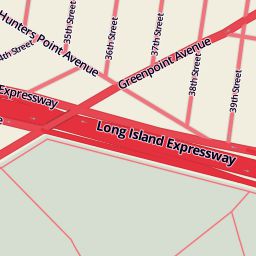 35th Street
36th Street
37th Street
Hunters Point Avenue
Greenpoint Avenue
38th Street
39th Street
Street
Expressway
Long Island Expressway